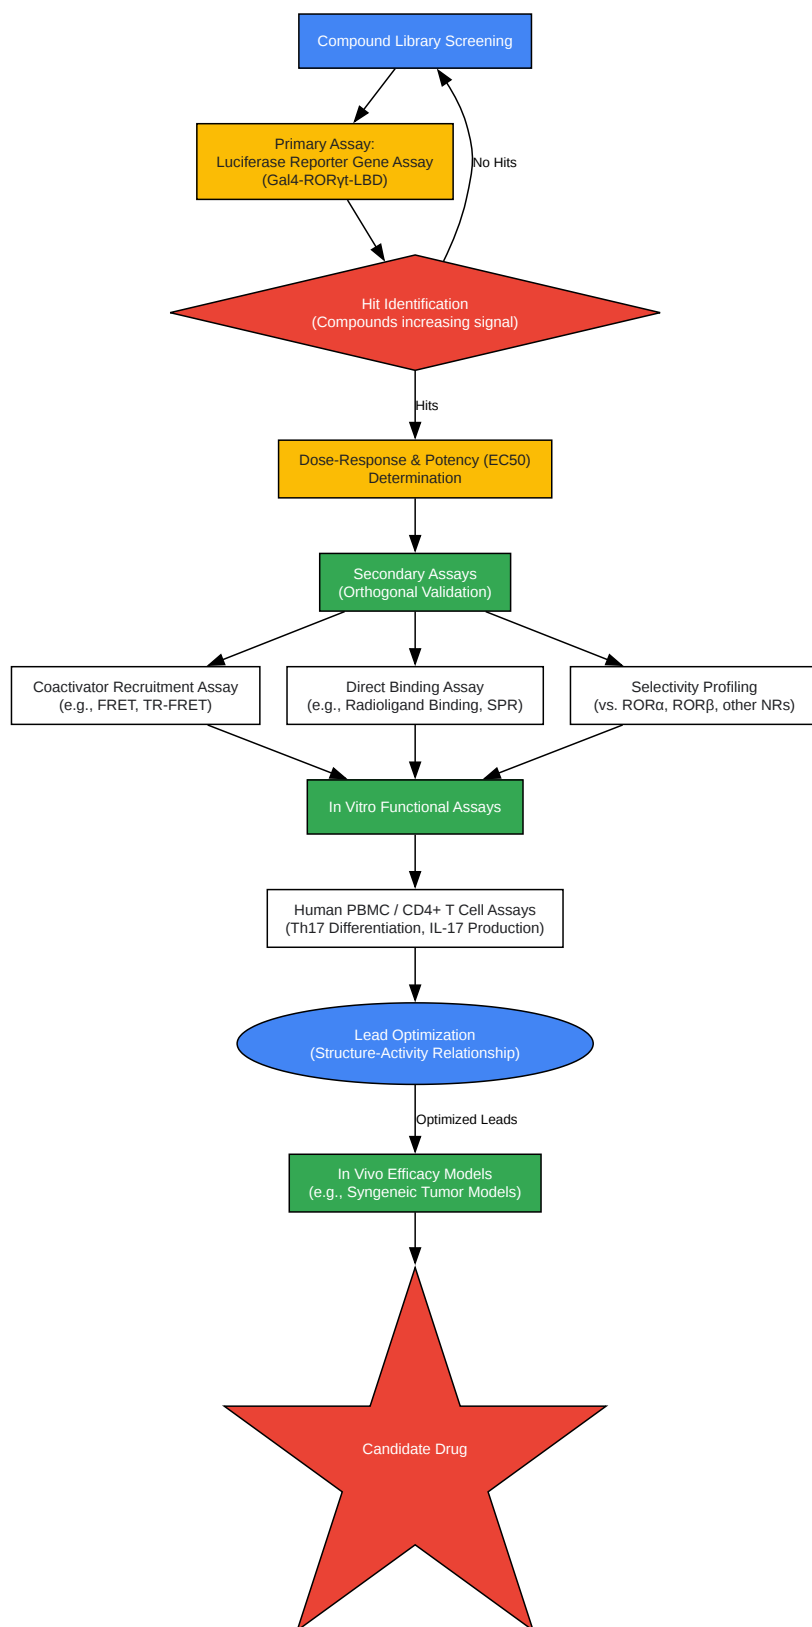 Compound Library Screening
Primary Assay:
Luciferase Reporter Gene Assay
(Gal4-RORγt-LBD)
No Hits
Hit Identification
(Compounds increasing signal)
Hits
Dose-Response & Potency (EC50)
Determination
Secondary Assays
(Orthogonal Validation)
Coactivator Recruitment Assay
(e.g., FRET, TR-FRET)
Direct Binding Assay
(e.g., Radioligand Binding, SPR)
Selectivity Profiling
(vs. RORα, RORβ, other NRs)
In Vitro Functional Assays
Human PBMC / CD4+ T Cell Assays
(Th17 Differentiation, IL-17 Production)
Lead Optimization
(Structure-Activity Relationship)
Optimized Leads
In Vivo Efficacy Models
(e.g., Syngeneic Tumor Models)
Candidate Drug